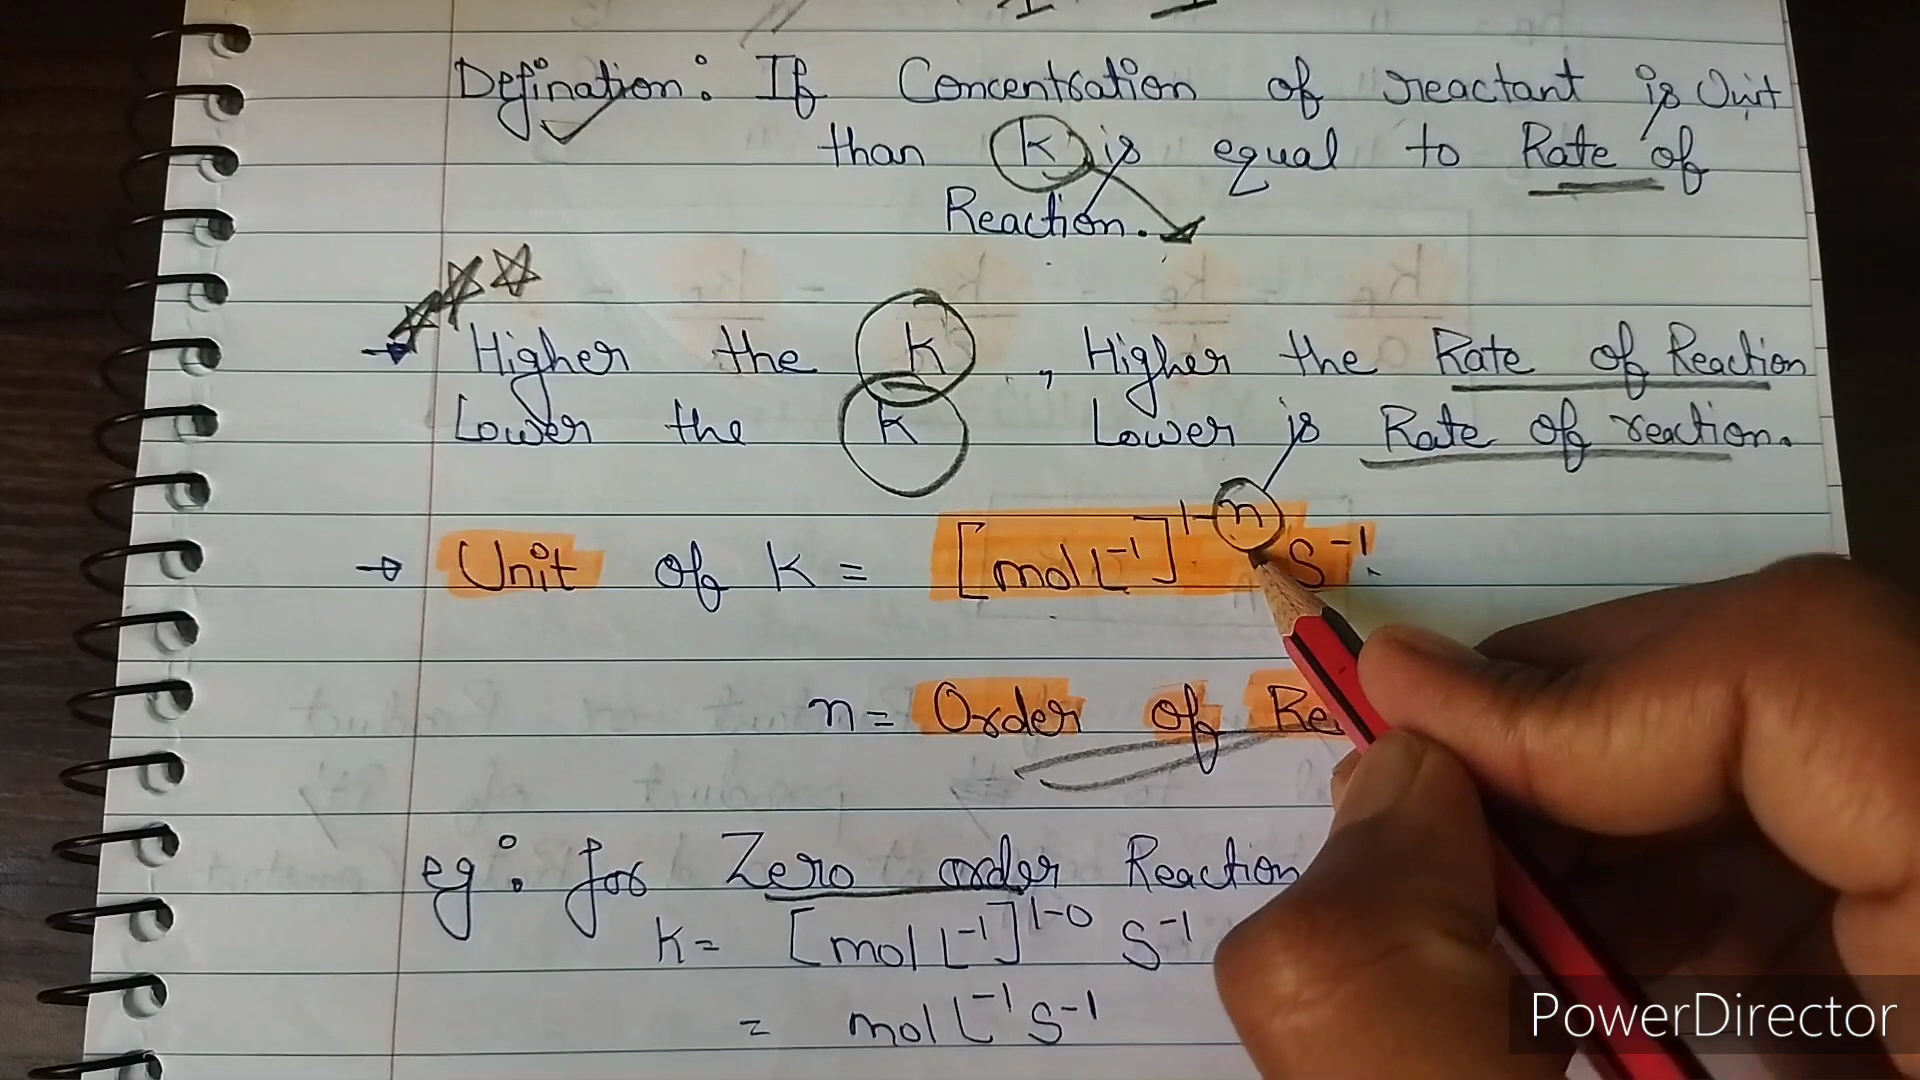 Defination: If Concentration of reactant is Unit
than k is equal to Rate of
Reaction.
→ Higher the k, Higher the Rate of Reaction
Lower the k Lower is Rate of reaction.
→ Unit of k = [mol L⁻¹]¹⁻ⁿ S⁻¹.
n = Order of Re
eg: for Zero order Reaction
k = [mol L⁻¹]¹⁻⁰ S⁻¹
= mol L⁻¹ S⁻¹
PowerDirector